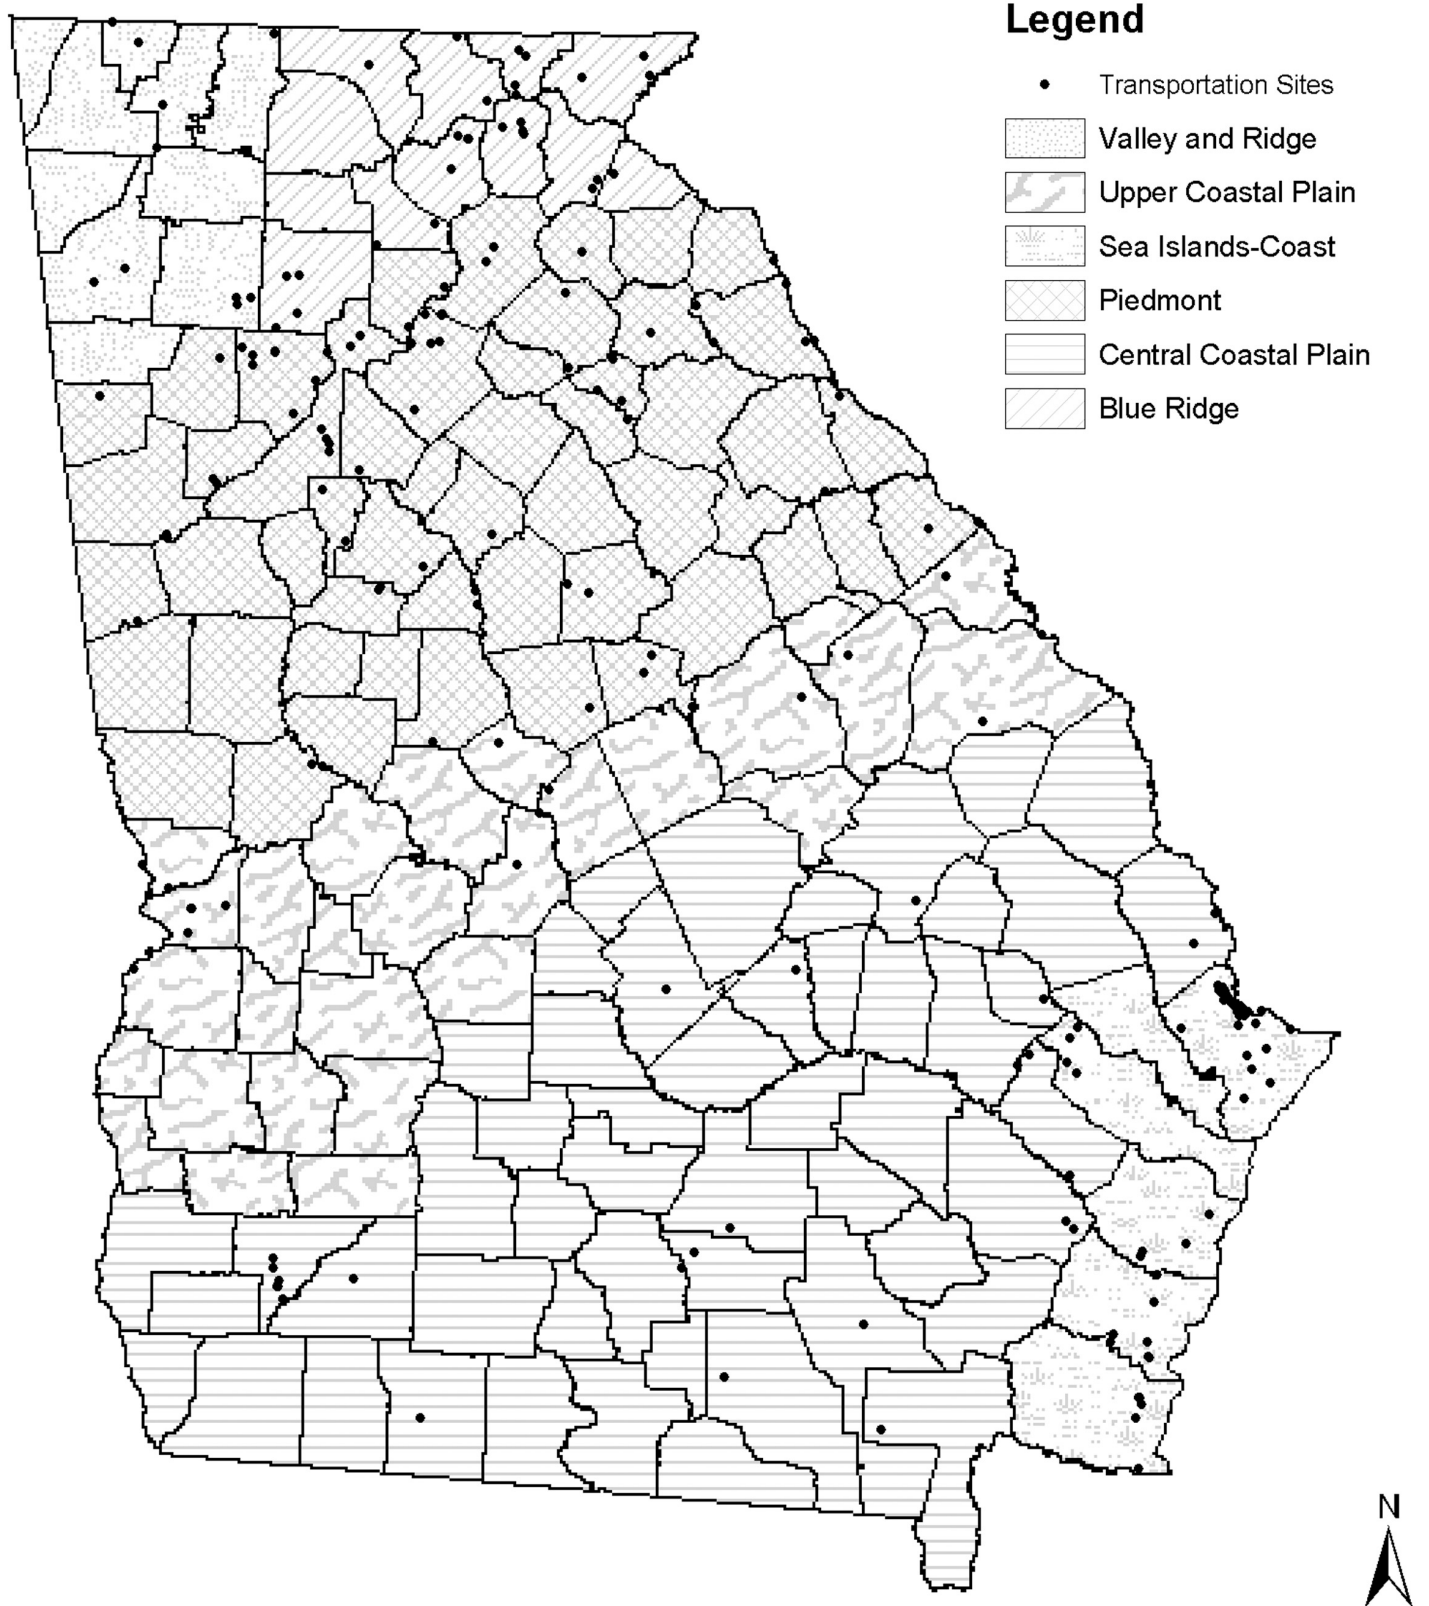 Legend
Transportation Sites
Valley and Ridge
Upper Coastal Plain
Sea Islands-Coast
Piedmont
Central Coastal Plain
Blue Ridge
N